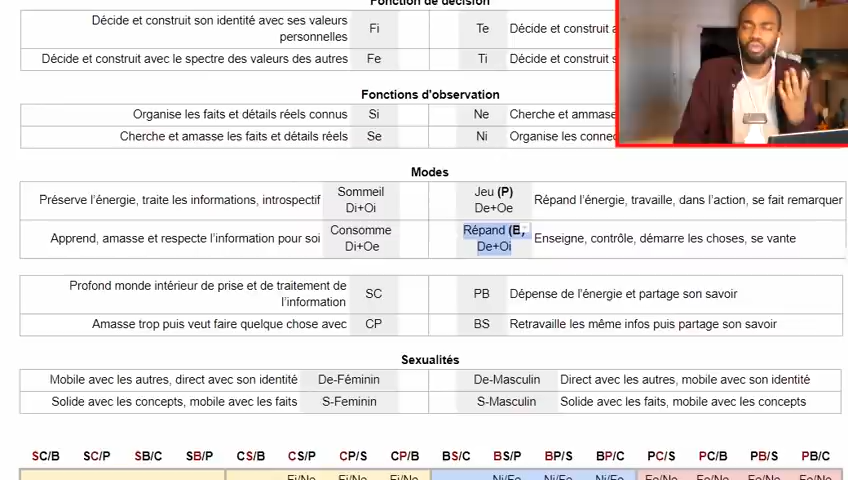 Fonction de décision
Décide et construit son identité avec ses valeurs
personnelles
Fi
Te
Décide et construit
Décide et construit avec le spectre des valeurs des autres
Fe
Ti
Décide et construit
Fonctions d'observation
Organise les faits et détails réels connus
Si
Ne
Cherche et ammase
Cherche et amasse les faits et détails réels
Se
Ni
Organise les
Modes
Préserve l'énergie, traite les informations, introspectif
Sommeil
Di+Oi
Jeu (P)
De+Oe
Répand l'énergie, travaille, dans l'action, se fait remarquer
Apprend, amasse et respecte l'information pour soi
Consomme
Di+Oe
Répand (B,
De+Oi
Enseigne, contrôle, démarre les choses, se vante
Profond monde intérieur de prise et de traitement de
l'information
SC
PB
Dépense de l'énergie et partage son savoir
Amasse trop puis veut faire quelque chose avec
CP
BS
Retravaille les même infos puis partage son savoir
Sexualités
Mobile avec les autres, direct avec son identité
De-Féminin
De-Masculin
Direct avec les autres, mobile avec son identité
Solide avec les concepts, mobile avec les faits
S-Feminin
S-Masculin
Solide avec les faits, mobile avec les concepts
SC/B SC/P SB/C SB/P CS/B CS/P CP/S CP/B BS/C BS/P BP/S BP/C PC/S PC/B PB/S PB/C